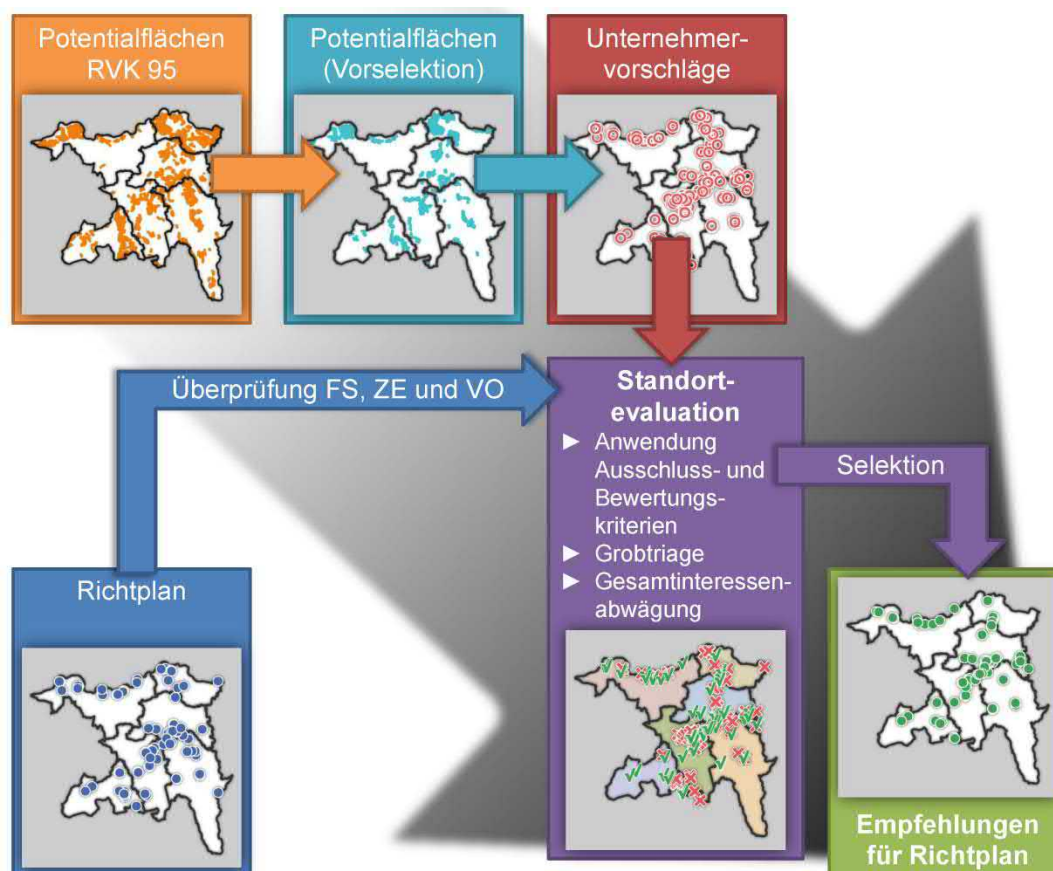 Potentialflächen
RVK 95
Potentialflächen
(Vorselektion)
Unternehmer-
vorschläge
Überprüfung FS, ZE und VO
Standort-
evaluation
► Anwendung
Ausschluss- und
Bewertungs-
kriterien
► Grobtriage
► Gesamtinteressen-
abwägung
Selektion
Richtplan
Empfehlungen
für Richtplan